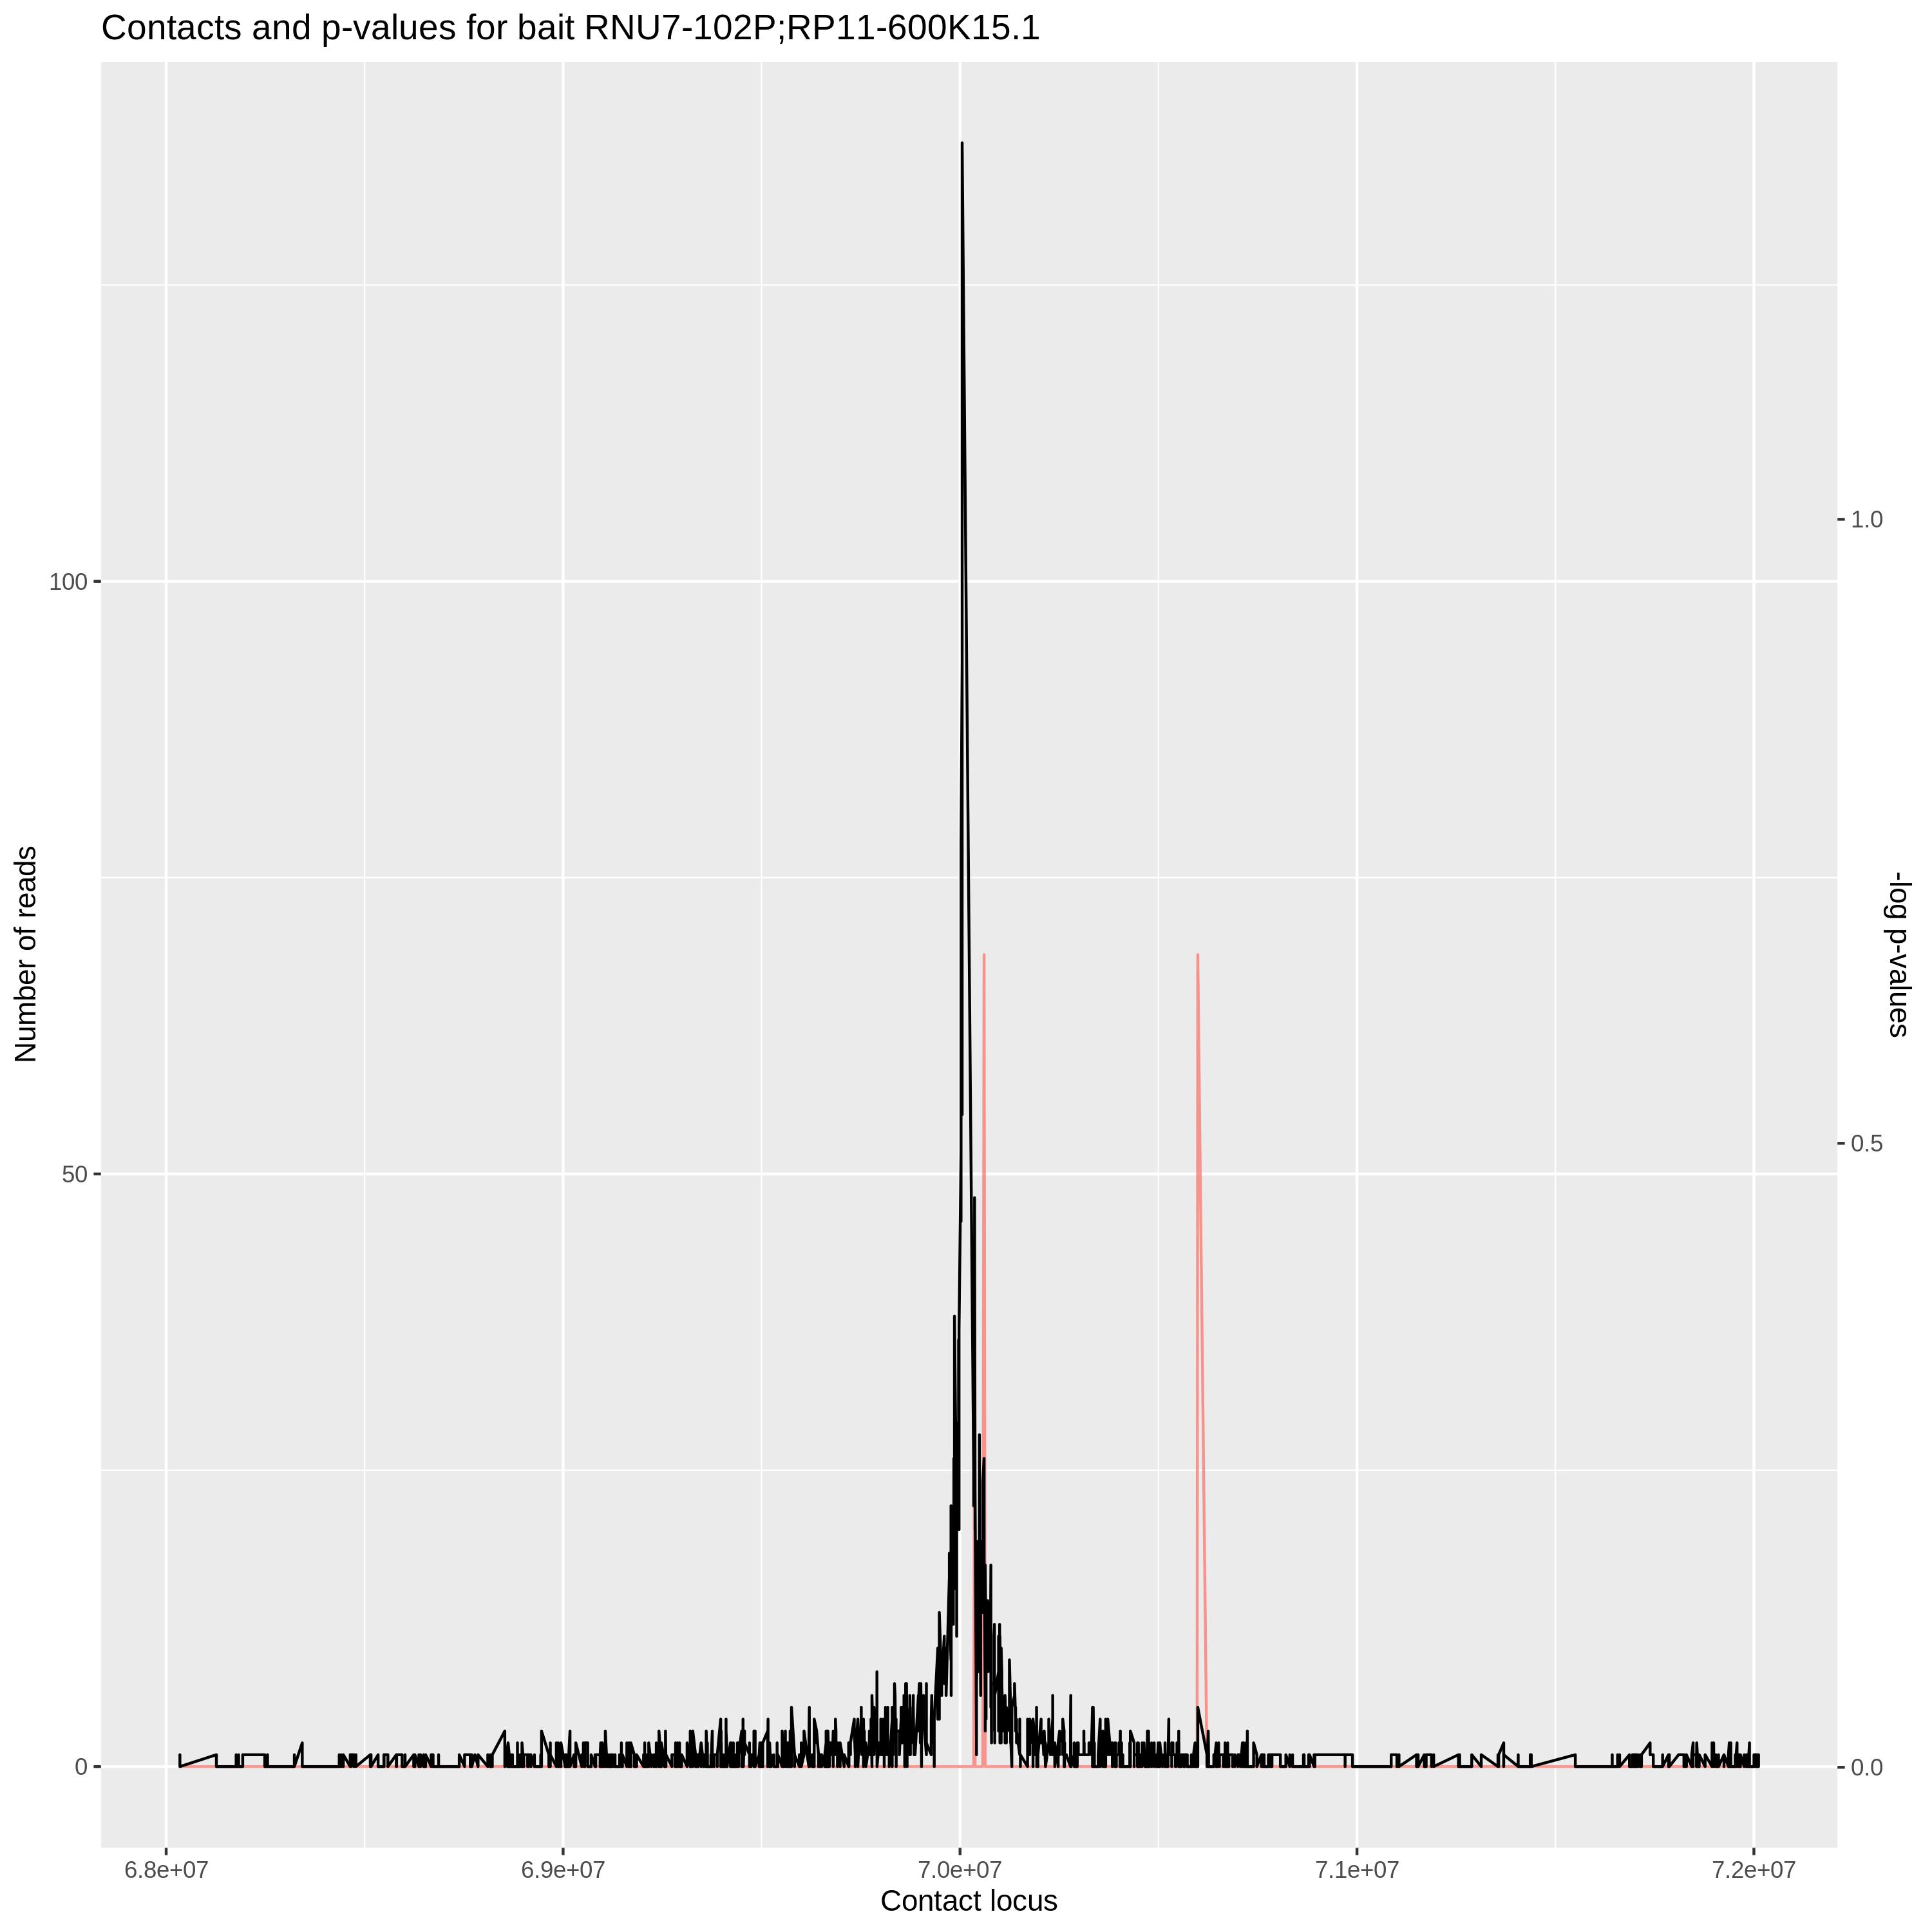 Contacts and p-values for bait RNU7-102P;RP11-600K15.1
Number of reads
100
50
0
1.0
0.5
0.0
-log p-values
6.8e+07
6.9e+07
7.0e+07
7.1e+07
7.2e+07
Contact locus